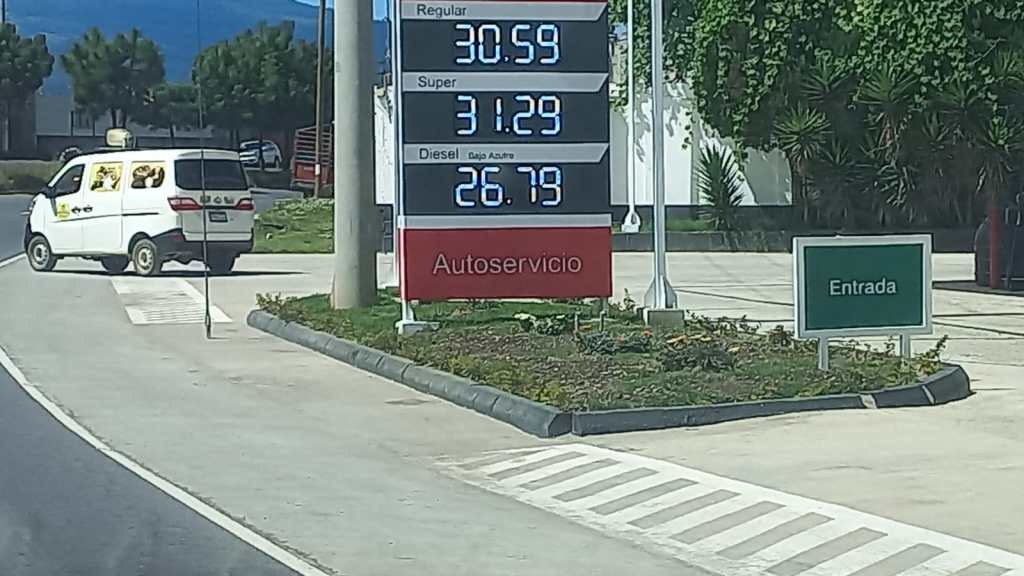 Regular
30.59
Super
31.29
Diesel Bajo Azufre
26.79
Autoservicio
Entrada